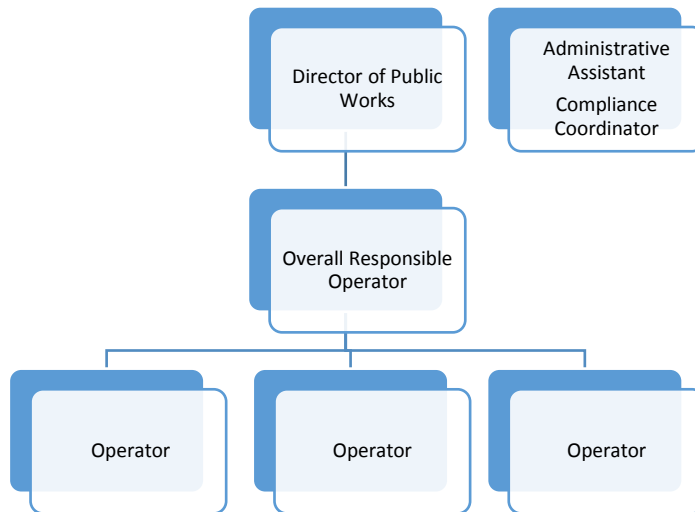 Director of Public
Works
Administrative
Assistant
Compliance
Coordinator
Overall Responsible
Operator
Operator
Operator
Operator